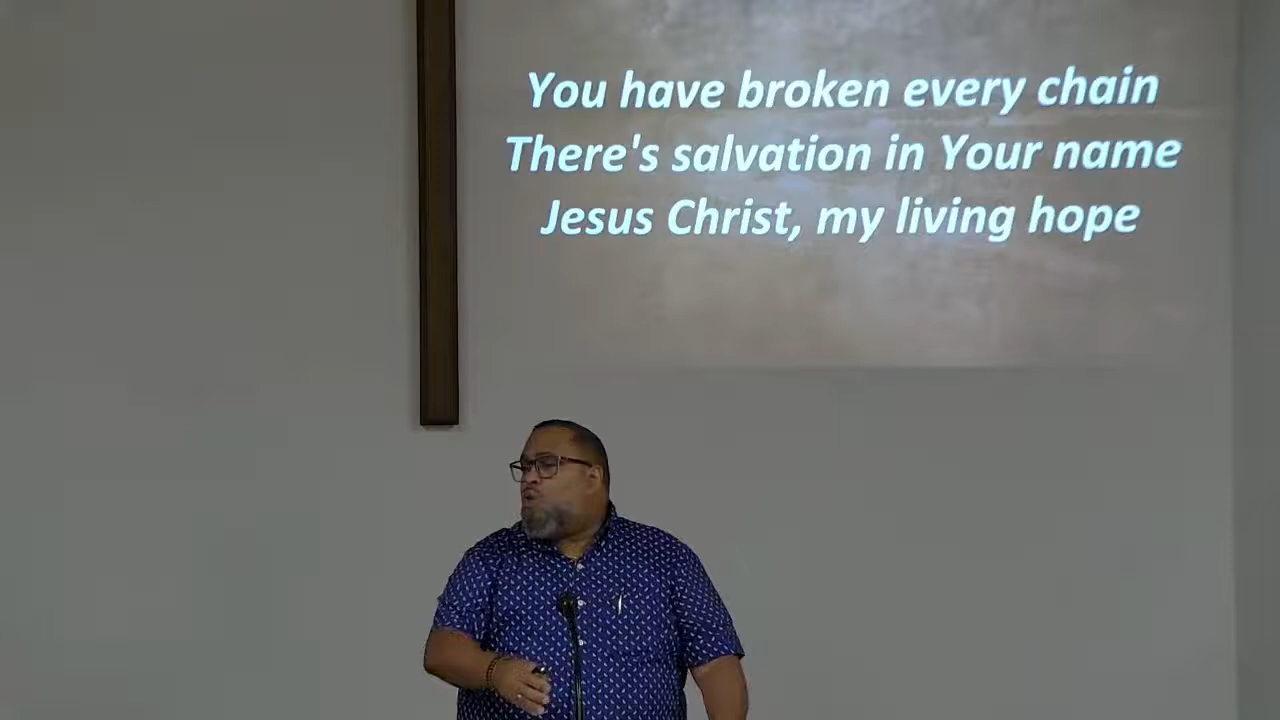 You have broken every chain
There's salvation in Your name
Jesus Christ, my living hope